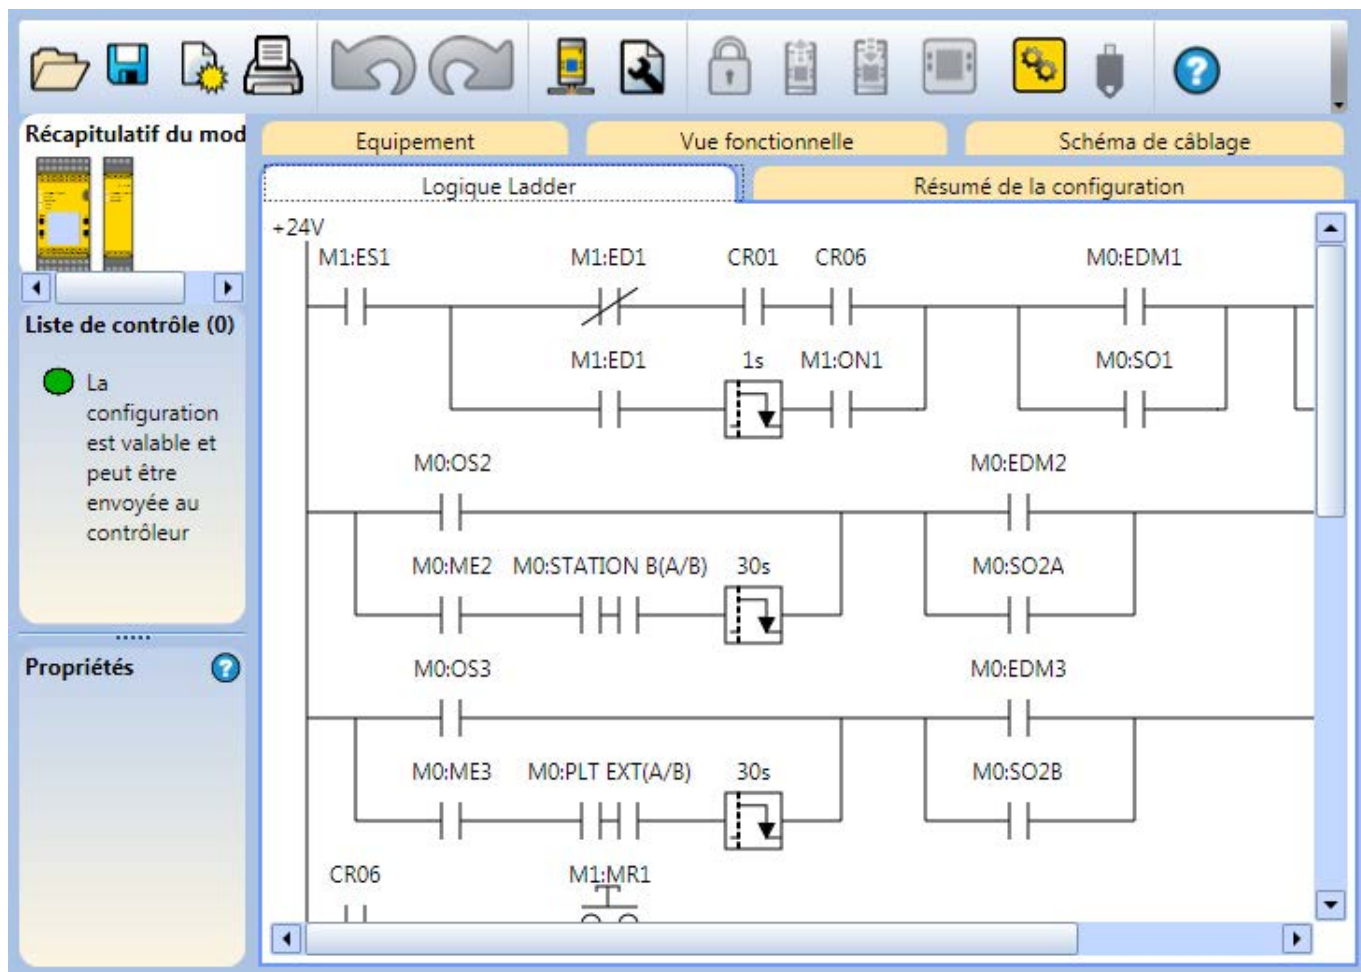 Récapitulatif du mod
Equipement
Vue fonctionnelle
Schéma de câblage
Logique Ladder
Résumé de la configuration
Liste de contrôle (0)
La
configuration
est valable et
peut être
envoyée au
contrôleur
Propriétés
+24V
M1:ES1 M1:ED1 CR01 CR06 M0:EDM1
M1:ED1 1s M1:ON1 M0:SO1
M0:OS2 M0:EDM2
M0:ME2 M0:STATION B(A/B) 30s M0:SO2A
M0:OS3 M0:EDM3
M0:ME3 M0:PLT EXT(A/B) 30s M0:SO2B
CR06 M1:MR1